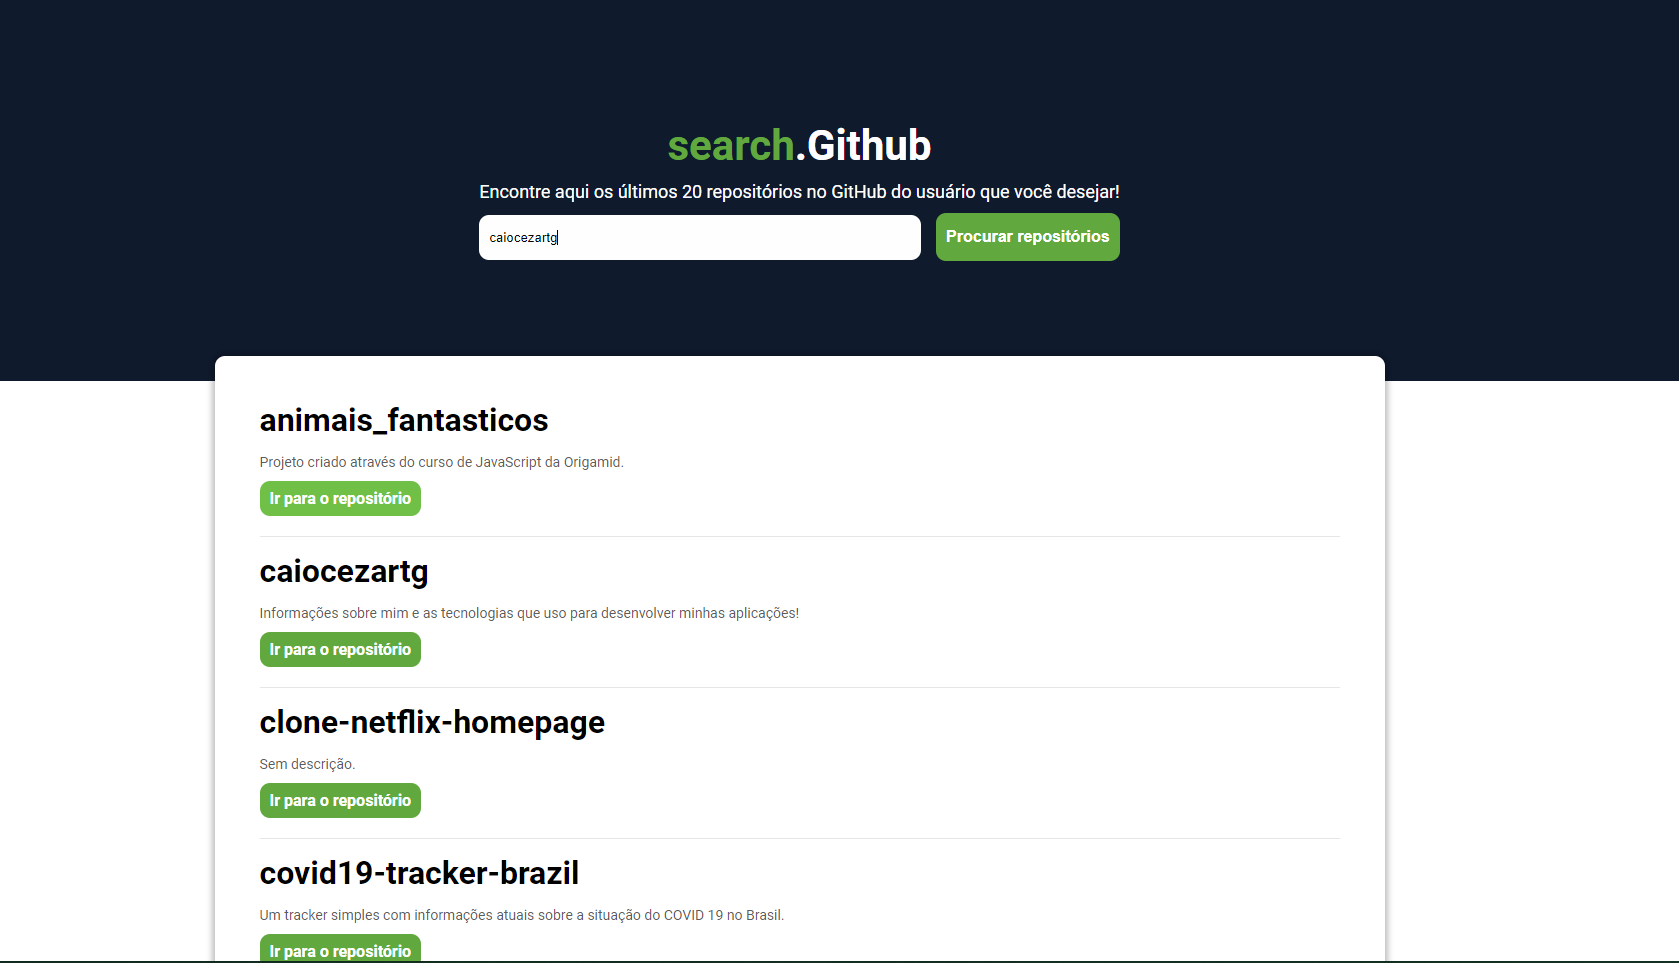 search.Github
Encontre aqui os últimos 20 repositórios no GitHub do usuário que você desejar!
caiocezartg
Procurar repositórios
animais_fantasticos
Projeto criado através do curso de JavaScript da Origamid.
Ir para o repositório
caiocezartg
Informações sobre mim e as tecnologias que uso para desenvolver minhas aplicações!
Ir para o repositório
clone-netflix-homepage
Sem descrição.
Ir para o repositório
covid19-tracker-brazil
Um tracker simples com informações atuais sobre a situação do COVID 19 no Brasil.
Ir para o repositório